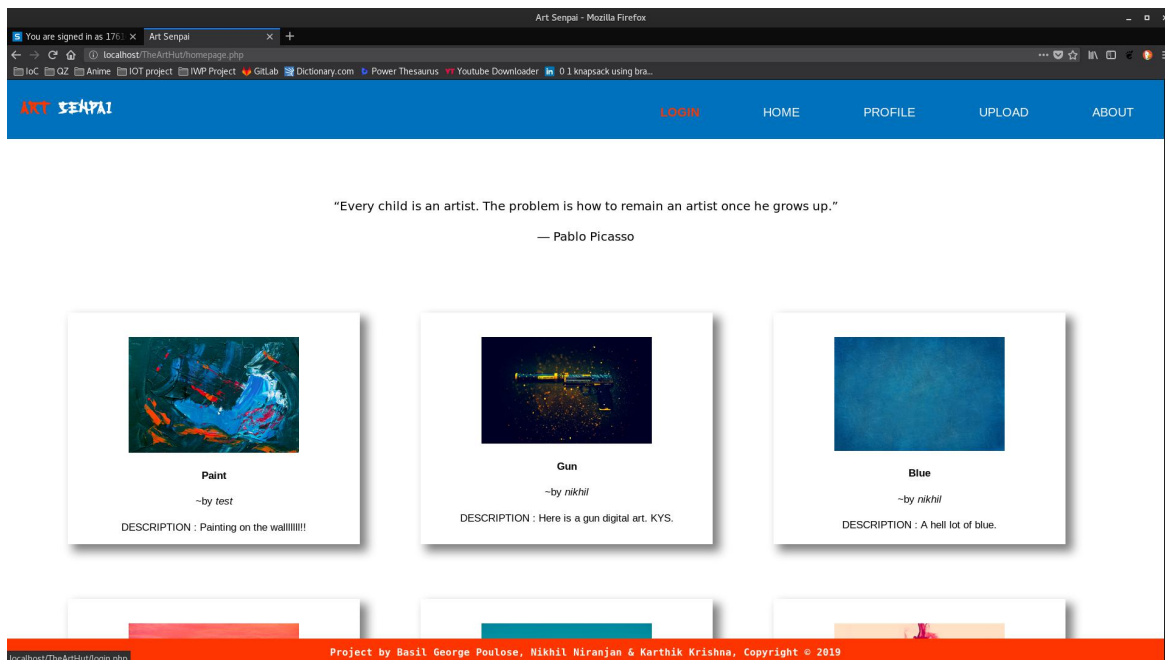 Art Senpai - Mozilla Firefox
You are signed in as 1761
Art Senpai
localhost/TheArtHut/homepage.php
IoC QZ Anime IOT project IWP Project GitLab Dictionary.com Power Thesaurus Youtube Downloader 0 1 knapsack using bra...
ART SENPAI LOGIN HOME PROFILE UPLOAD ABOUT
“Every child is an artist. The problem is how to remain an artist once he grows up.”
— Pablo Picasso
Paint
~by test
DESCRIPTION : Painting on the wallllllll!!
Gun
~by nikhil
DESCRIPTION : Here is a gun digital art. KYS.
Blue
~by nikhil
DESCRIPTION : A hell lot of blue.
Project by Basil George Poulose, Nikhil Niranjan & Karthik Krishna, Copyright © 2019
localhost/TheArtHut/login.php